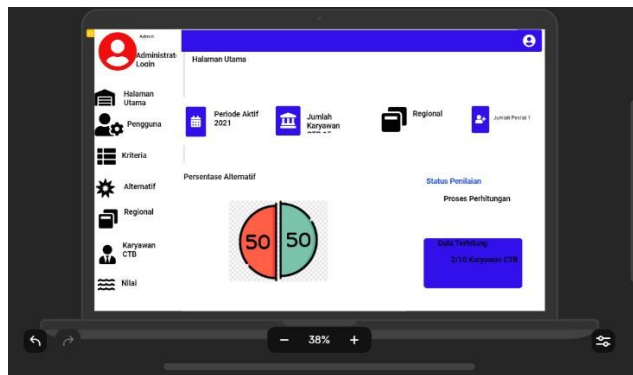 Admin
Administrat
Login
Halaman Utama
Halaman
Utama
Pengguna
Kriteria
Alternatif
Regional
Karyawan
CTB
Nilai
Periode Aktif
2021
Jumlah
Karyawan
Regional
Jumlah Penilai 1
Persentase Alternatif
50 50
Status Penilaian
Proses Perhitungan
Data Terhitung
2/10 Karyawan CTB
38%